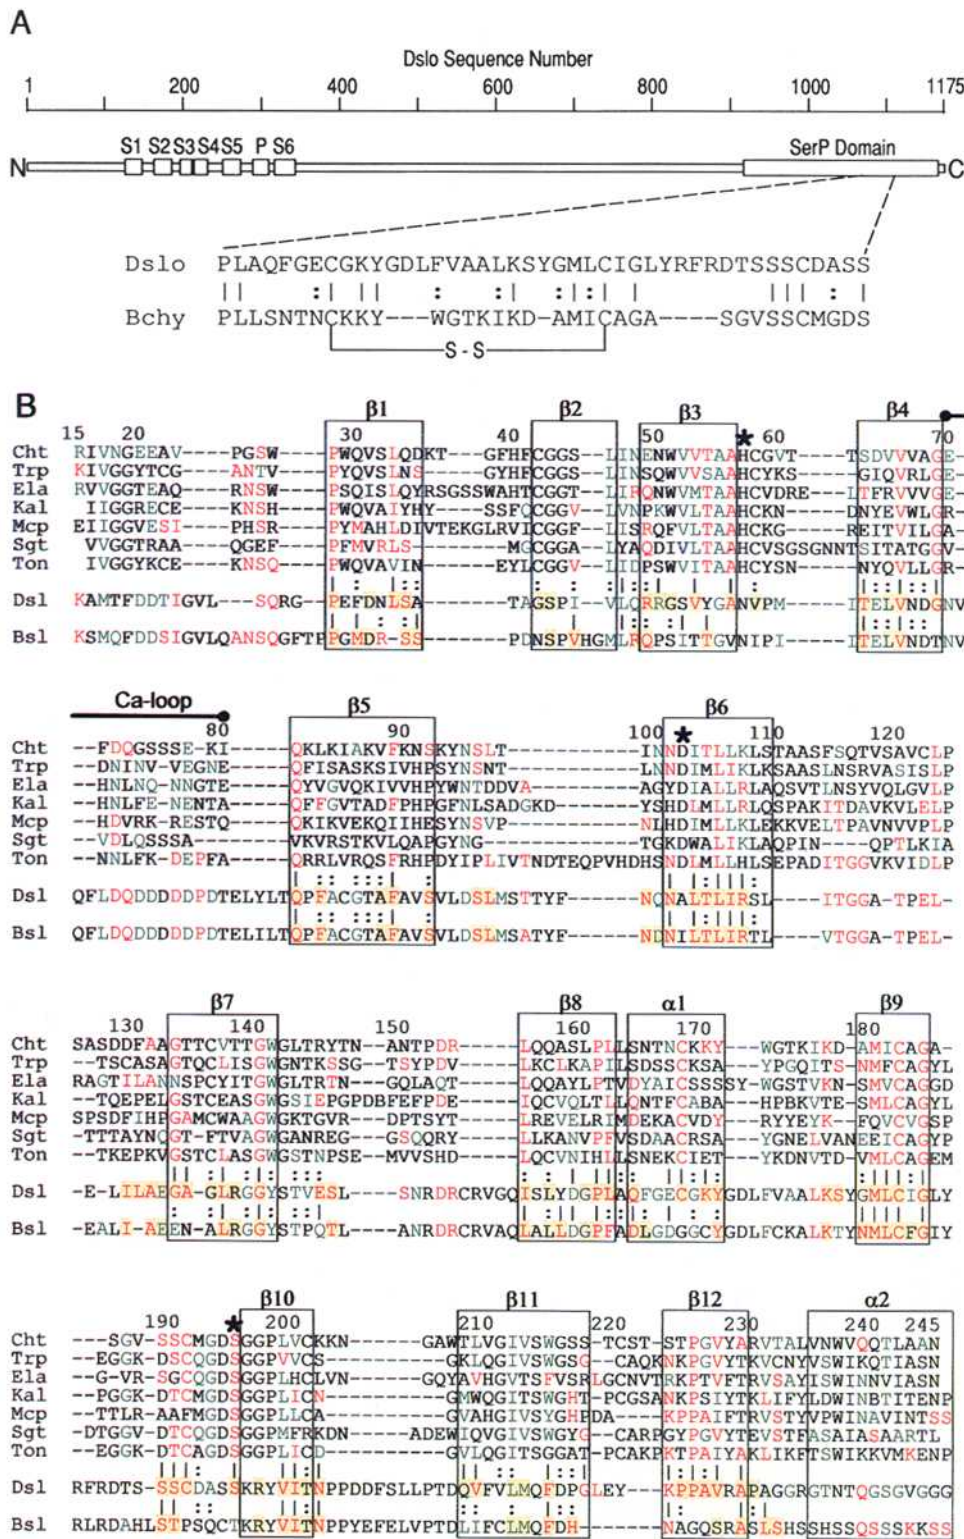 A
Dslo Sequence Number
1 200 400 600 800 1000 1175
S1 S2 S3 S4 S5 P S6 SerP Domain
N C
Dslo PLAQFGECGKYGDLFVAALKSYGMLCIGLYRFRDTSSSCDASS
Bchy PLLSNTNCKKY---WGTKIKD-AMICAGA----SGVSSCMGDS
S-S
B
β1 β2 β3 β4
15 20 30 40 50 60 70
Cht RIVNGEEAV----PGSW---PWQVSLQDKT---GFHFCGGS--LINENWVVTAAHCGVT---TSDVVVAGE-
Trp KIVGGYTCG----ANTV---PYQVSLNS-----GYHFCGGS--LINSQWVVSAAHCYKS----GIQVRLGE-
Ela RVVGGTEAQ----RNSW---PSQISLQYRSGSSWAHTCGGT--LIRQNWVMTAAHCVDRE--LTFRVVVGE-
Kal IIGGRECE----KNSH---PWQVAIYHY----SSFQCGGV--LVNPKWVLTAAHCKN----DNYEVWLGR-
Mcp EIIGGVESI----PHSR---PYMAHLDIVTEKGLRVICGGF--LISRQFVLTAAHCKG----REITVILGA-
Sgt VVGGTRAA----QGEF---PFMVRLS-------MGCGGA--LYAQDIVLTAAHCVSGSGNNTSITATGGV-
Ton IVGGYKCE----KNSQ---PWQVAVIN-----EYLCGGV--LIDPSWVITAAHCYS-----NYQVLLGR-
Dsl KAMTFDDTIGVL---SQRG-PEFDNLSA-------TAGSPI--VLQRRGSVYGANVPM---ITELVNDGNV
Bsl KSMQFDDSIGVLQANSQGFTPPGMDRSS-------PDNSPVHGMLRQPSITTGVNIPI---ITELVNDTNV
Ca-loop β5 β6
80 90 100 110 120
Cht --FDQGSSSE-KI-----QKLKIAKVFKNSKYNSLT-----------INNDITLLKLSTAASFSQTVSAVCLP
Trp --DNINV-VEGNE-----QFISASKSIVHPSYNSNT-----------LNNDIMLIKLKSAASLNSRVASISLP
Ela --HNLNQ-NNGTE-----QYVGVQKIVVHPYWNTDDVA---------AGYDIALLRLAQSVTLNSYVQLGVLP
Kal --HNLFE-NENTA-----QFFGVTADFPHPGFNLSADGKD-------YSHDLMLLRLQSPAKITDAVKVLELP
Mcp --HDVRK-RESTQ-----QKIKVEKQIIHESYNSVP-----------NLHDIMLLKLEKKVELTPAVNVVPLP
Sgt --VDLQSSSA--------VKVRSTKVLQAPGY---------------TGKDWALIKLAQPIN----QPTLKIA
Ton --NNLFK-DEPFA-----QRRLVRQSFRHPDYIPLIVTNDTEQPVHDHSNDLMLLHLSEPADITGGVKVIDLP
Dsl QFLDQDDDDDPDTELYLTQPFACGTAFAVSVLDSLMSTTYF------NQNALTLIRSL----ITGGA-TPEL-
Bsl QFLDQDDDDDPDTELILTQPFACGTAFAVSVLDSLMSATYF------NDNILTLIRTL----VTGGA-TPEL-
β7 β8 α1 β9
130 140 150 160 170 180
Cht SASDDFAAGTTCVTTGWGLTRYTN--ANTPDR-----LQQASLPLLSNTNCKKY---WGTKIKD-AMICAGA-
Trp --TSCASAGTQCLISGWGNTKSSG--TSYPDV-----LKCLKAPILSDSSCKSA---YPGQITS-NMFCAGYL
Ela RAGTILANNSPCYITGWGLTRTN---GQLAQT-----LQQAYLPTVDYAICSSSSY-WGSTVKN-SMVCAGGD
Kal --TQEPELGSTCEASGWGSIEPGPDBFEFPDE-----IQCVQLTLLQNTFCABA---HPBKVTE-SMLCAGYL
Mcp SPSDFIHPGAMCWAAGWGKTGVR---DPTSYT-----LREVELRIMDEKACVDY---RYYEYK--FQVCVGSP
Sgt -TTTAYNQGT-FTVAGWGANREG---GSQQRY-----LLKANVPFVSDAACRSA---YGNELVANEEICAGYP
Ton --TKEPKVGSTCLASGWGSTNPSE-MVVSHD------LQCVNIHLLSNEKCIET---YKDNVTD-VMLCAGEM
Dsl -E-LILAEGAGLRGGYSTVESL-----SNRDRCRVGQISLYDGPLAQFGECGKYGDLFVAALKSYGMLCIGLY
Bsl -EALIAEEN-ALRGGYSTPQTL-----ANRDRCRVAQLALLDGPFADLGDGGCYGDLFCKALKTYNMLCFGIY
β10 β11 β12 α2
190 200 210 220 230 240 245
Cht ---SGV-SSCMGDSGGPLVCKKN-----GAWTLVGIVSWGSS--TCST-STPGVYARVTALVNWVQQTLAAN
Trp --EGGK-DSCQGDSGGPVVCS-------GKLQGIVSWGSG--CAQKNKPGVYTKVCNYVSWIKQTIASN
Ela --G-VR-SGCQGDSGGPLHCLVN-----GQYAVHGVTSFVSRLGCNVTRKPTVFTRVSAYISWINNVIASN
Kal --PGGK-DTCMGDSGGPLICN-------GMWQGITSWGHT-PCGSANKPSIYTKLIFYLDWINBTITENP
Mcp --TTLR-AAFMGDSGGPLLCA-------GVAHGIVSYGHPDA---KPPAIFTRVSTYVPWINAVINTSS
Sgt --DTGGV-DTCQGDSGGPMFRKDN----ADEWIQVGIVSWGYG--CARPGYPGVYTEVSTFASAIASAARTL
Ton --EGGK-DTCAGDSGGPLICD-------GVLQGITSGGAT-PCAKPKTPAIYAKLIKFTSWIKKVMKENP
Dsl RFRDTS-SSCDASSKRYVITNPPDDFSLLPTDQVFVLMQFDPGLEY--KPPAVRAPAGGRGTNTQGSGVGGG
Bsl RLRDAHLSTPSQCTKRYVITNPPYEFELVPTDLIFCLMQFDH------NAGQSRASLSHSSHSSQSSSKKSS